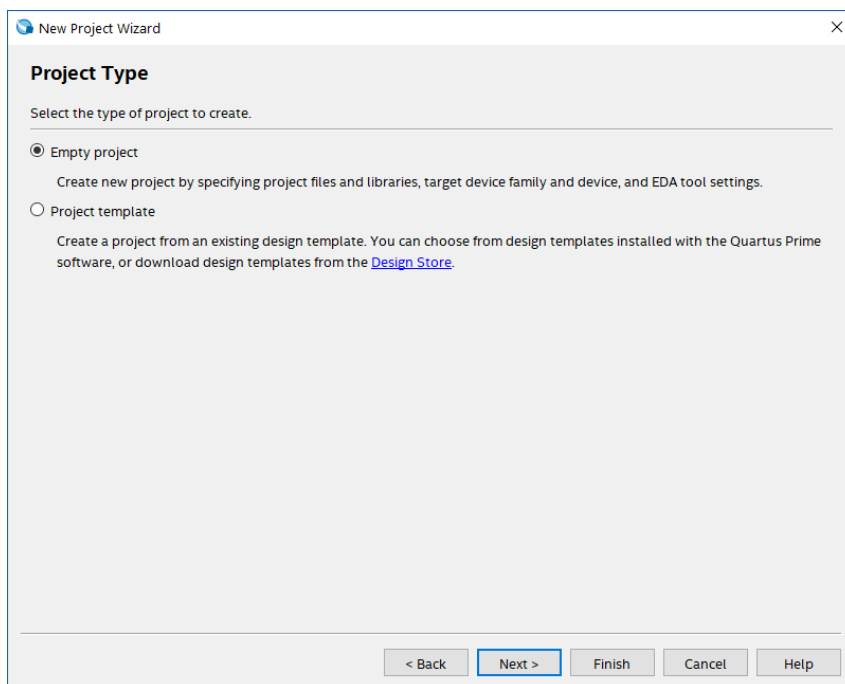 New Project Wizard
Project Type
Select the type of project to create.
Empty project
Create new project by specifying project files and libraries, target device family and device, and EDA tool settings.
Project template
Create a project from an existing design template. You can choose from design templates installed with the Quartus Prime
software, or download design templates from the Design Store.
< Back Next > Finish Cancel Help